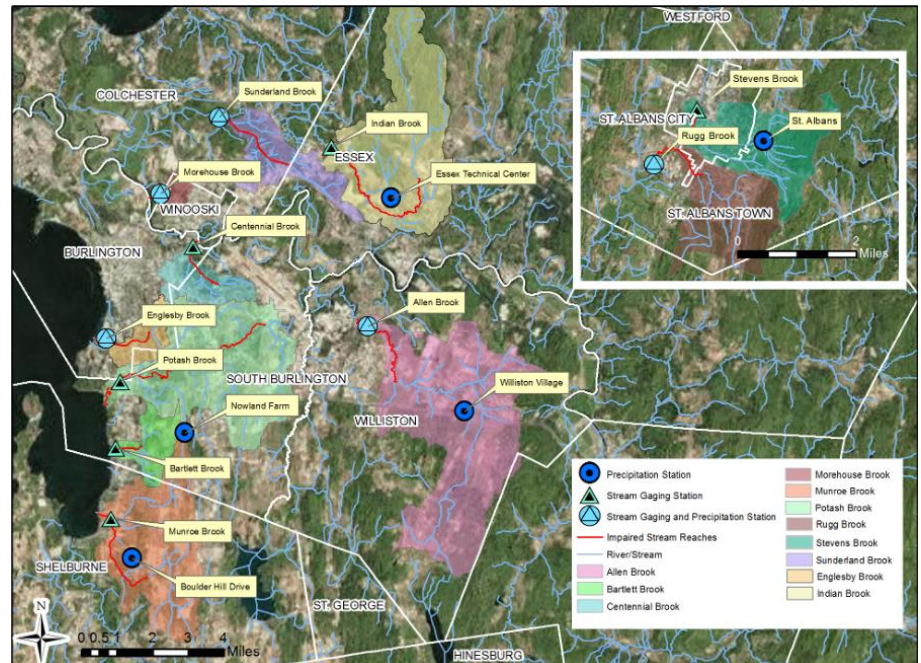 WESTFORD
COLCHESTER
Sunderland Brook
Indian Brook
ESSEX
Essex Technical Center
Morehouse Brook
WINOOSKI
Centennial Brook
BURLINGTON
Englesby Brook
Potash Brook
SOUTH BURLINGTON
Nowland Farm
Bartlett Brook
Allen Brook
Williston Village
WILLISTON
Munroe Brook
SHELBURNE
Boulder Hill Drive
ST. GEORGE
HINESBURG
N
0 0.5 1 2 3 4
Miles
Stevens Brook
ST. ALBANS CITY
St. Albans
Rugg Brook
ST. ALBANS TOWN
0 2
Miles
Precipitation Station
Stream Gaging Station
Stream Gaging and Precipitation Station
Impaired Stream Reaches
River/Stream
Allen Brook
Bartlett Brook
Centennial Brook
Morehouse Brook
Munroe Brook
Potash Brook
Rugg Brook
Stevens Brook
Sunderland Brook
Englesby Brook
Indian Brook